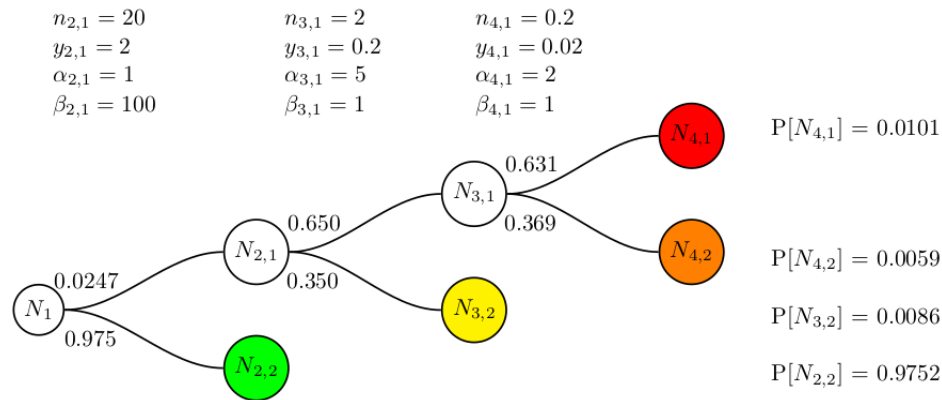 n_{2,1} = 20
y_{2,1} = 2
α_{2,1} = 1
β_{2,1} = 100
n_{3,1} = 2
y_{3,1} = 0.2
α_{3,1} = 5
β_{3,1} = 1
n_{4,1} = 0.2
y_{4,1} = 0.02
α_{4,1} = 2
β_{4,1} = 1
N_1
0.0247
0.975
N_{2,1}
N_{2,2}
0.650
0.350
N_{3,1}
N_{3,2}
0.631
0.369
N_{4,1}
N_{4,2}
P[N_{4,1}] = 0.0101
P[N_{4,2}] = 0.0059
P[N_{3,2}] = 0.0086
P[N_{2,2}] = 0.9752